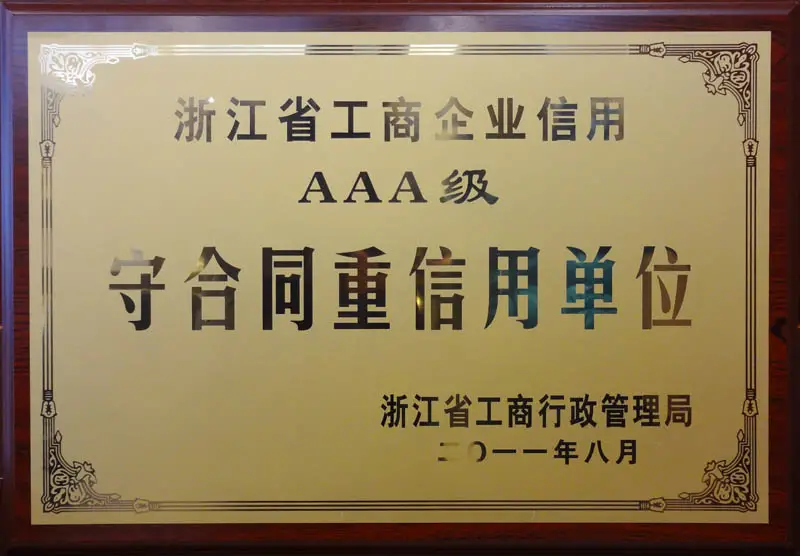 浙江省工商企业信用
AAA级
守合同重信用单位
浙江省工商行政管理局
二〇一一年八月